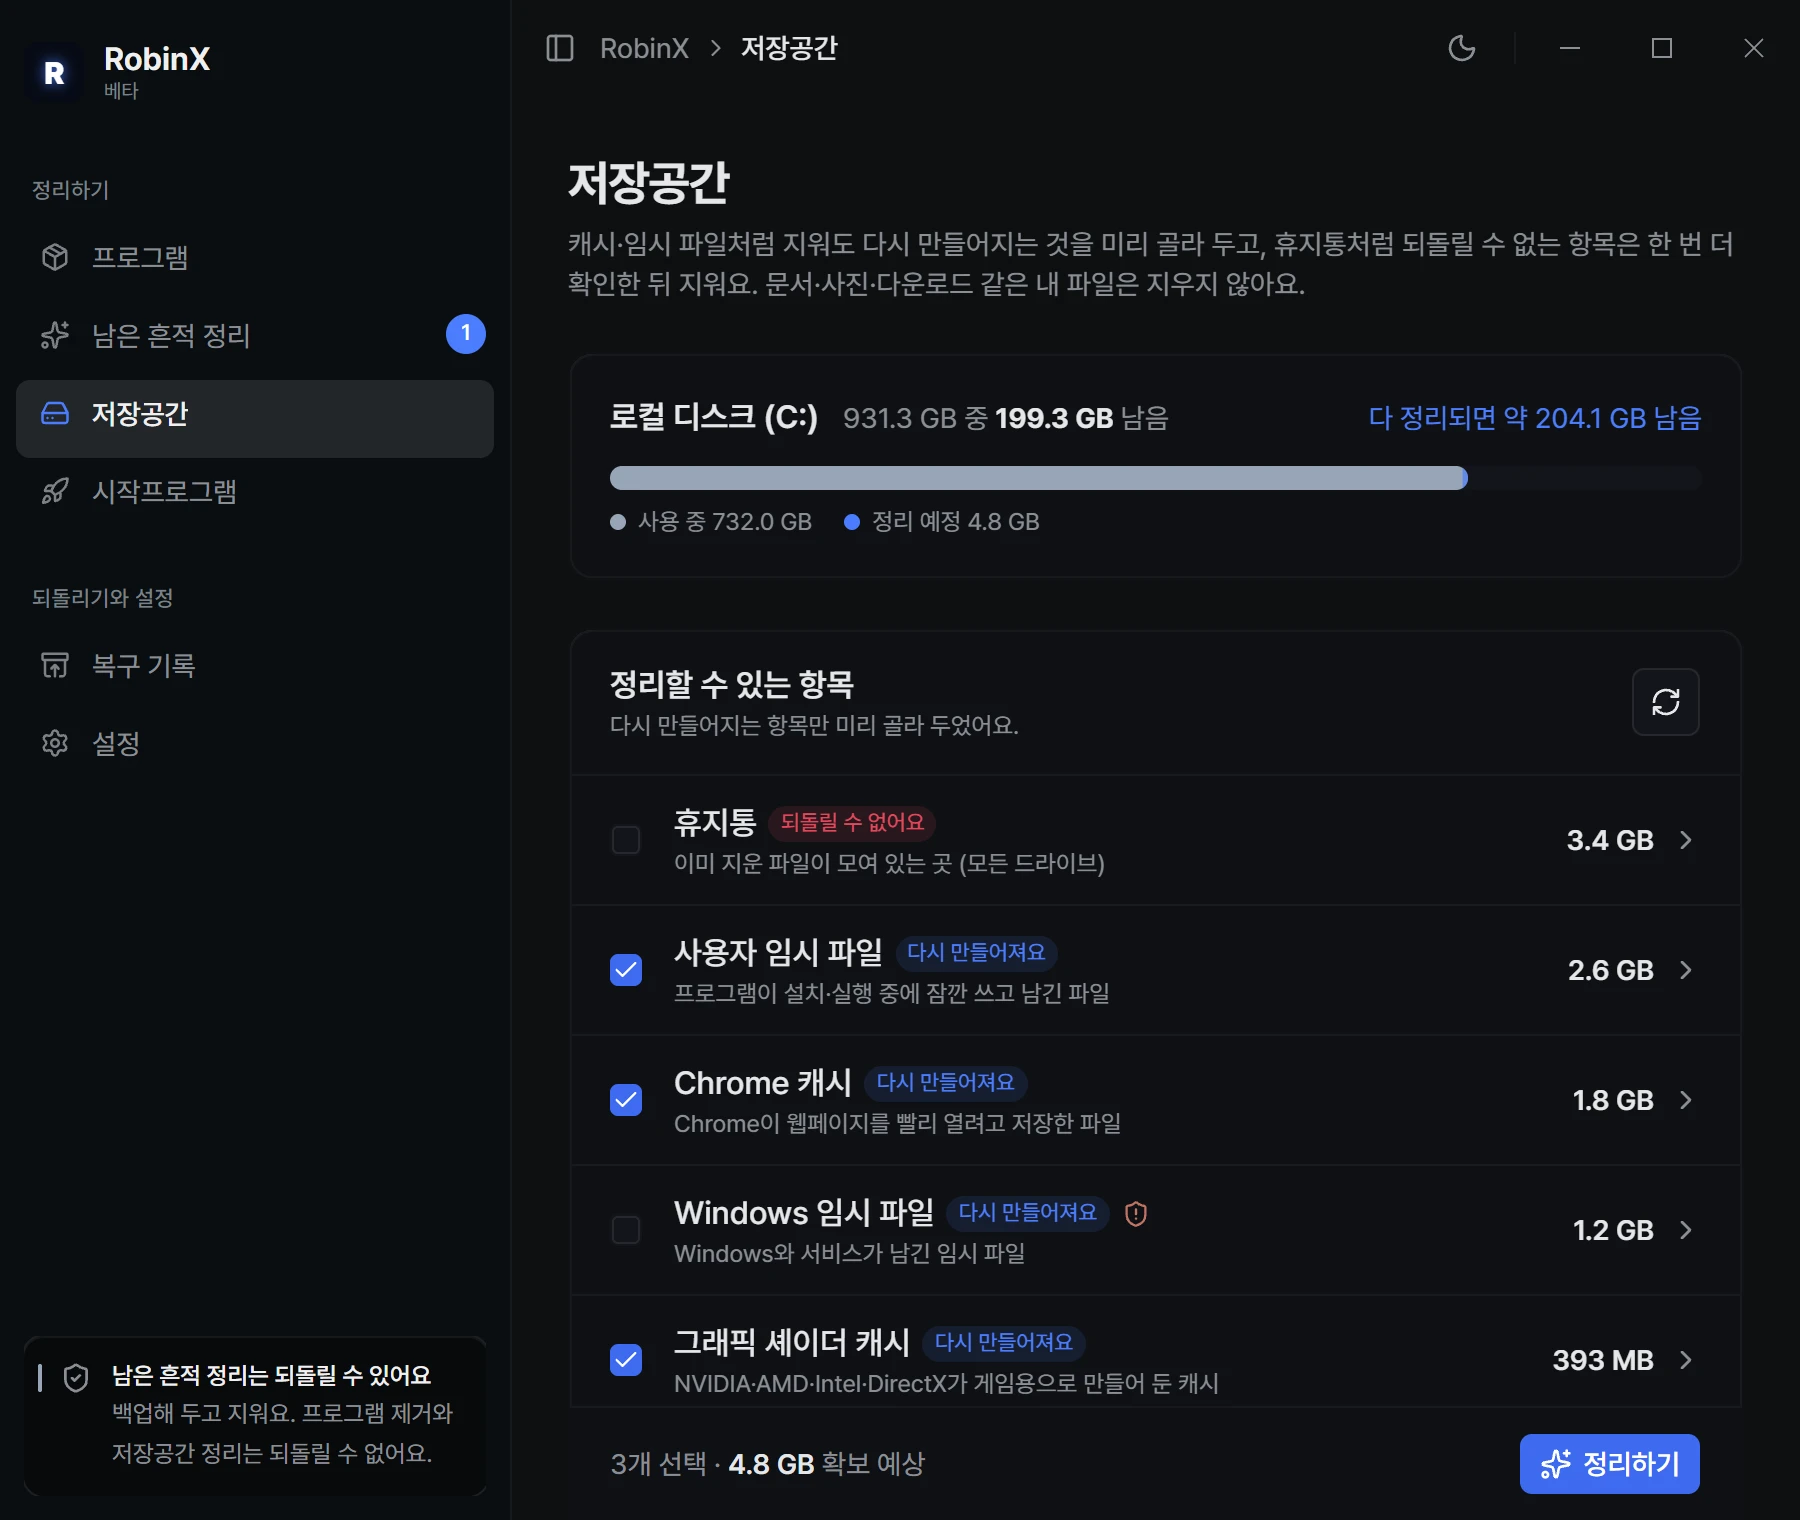 RobinX
베타
정리하기
프로그램
남은 흔적 정리
1
저장공간
시작프로그램
되돌리기와 설정
복구 기록
설정
남은 흔적 정리는 되돌릴 수 있어요
백업해 두고 지워요. 프로그램 제거와
저장공간 정리는 되돌릴 수 없어요.
RobinX > 저장공간
저장공간
캐시·임시 파일처럼 지워도 다시 만들어지는 것을 미리 골라 두고, 휴지통처럼 되돌릴 수 없는 항목은 한 번 더
확인한 뒤 지워요. 문서·사진·다운로드 같은 내 파일은 지우지 않아요.
로컬 디스크 (C:) 931.3 GB 중 199.3 GB 남음 다 정리되면 약 204.1 GB 남음
사용 중 732.0 GB 정리 예정 4.8 GB
정리할 수 있는 항목
다시 만들어지는 항목만 미리 골라 두었어요.
휴지통 되돌릴 수 없어요
이미 지운 파일이 모여 있는 곳 (모든 드라이브)
3.4 GB
사용자 임시 파일 다시 만들어져요
프로그램이 설치·실행 중에 잠깐 쓰고 남긴 파일
2.6 GB
Chrome 캐시 다시 만들어져요
Chrome이 웹페이지를 빨리 열려고 저장한 파일
1.8 GB
Windows 임시 파일 다시 만들어져요
Windows와 서비스가 남긴 임시 파일
1.2 GB
그래픽 셰이더 캐시 다시 만들어져요
NVIDIA·AMD·Intel·DirectX가 게임용으로 만들어 둔 캐시
393 MB
3개 선택 · 4.8 GB 확보 예상
정리하기